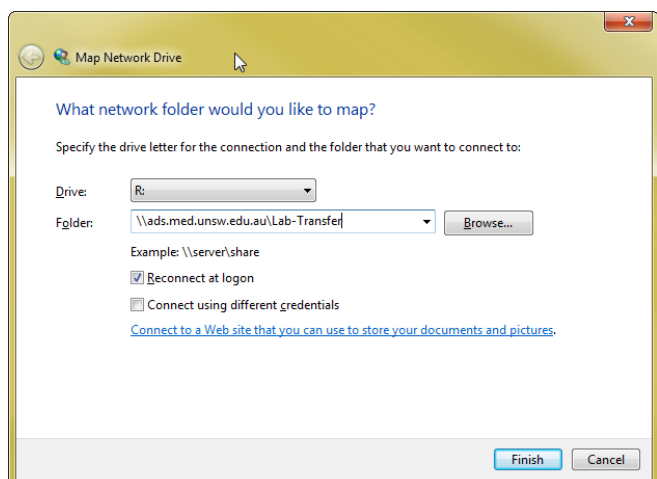 Map Network Drive
What network folder would you like to map?
Specify the drive letter for the connection and the folder that you want to connect to:
Drive: R:
Folder: \\ads.med.unsw.edu.au\Lab-Transfer Browse...
Example: \\server\share
Reconnect at logon
Connect using different credentials
Connect to a Web site that you can use to store your documents and pictures.
Finish Cancel